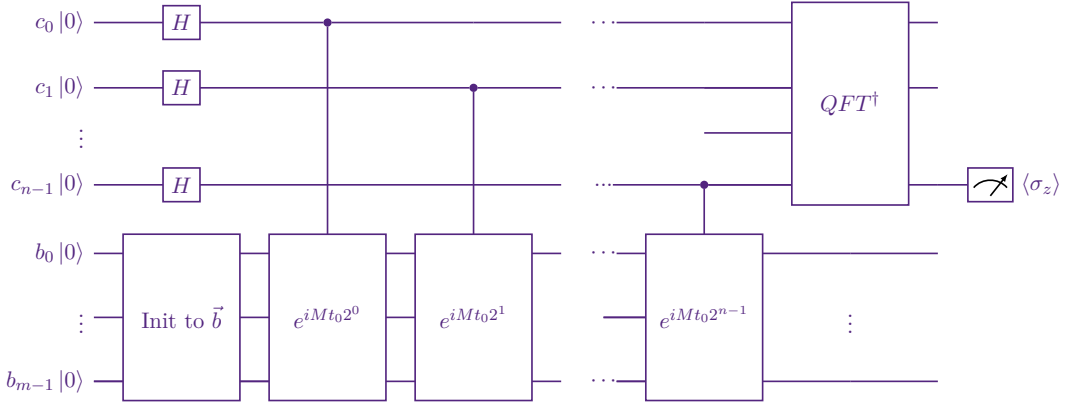 c_0 |0⟩ H ⋯
c_1 |0⟩ H ⋯ QFT^†
⋮
c_{n-1} |0⟩ H ⋯ ⟨σ_z⟩
b_0 |0⟩ ⋯
⋮ Init to \vec{b} e^{iMt_0 2^0} e^{iMt_0 2^1} e^{iMt_0 2^{n-1}} ⋮
b_{m-1} |0⟩ ⋯